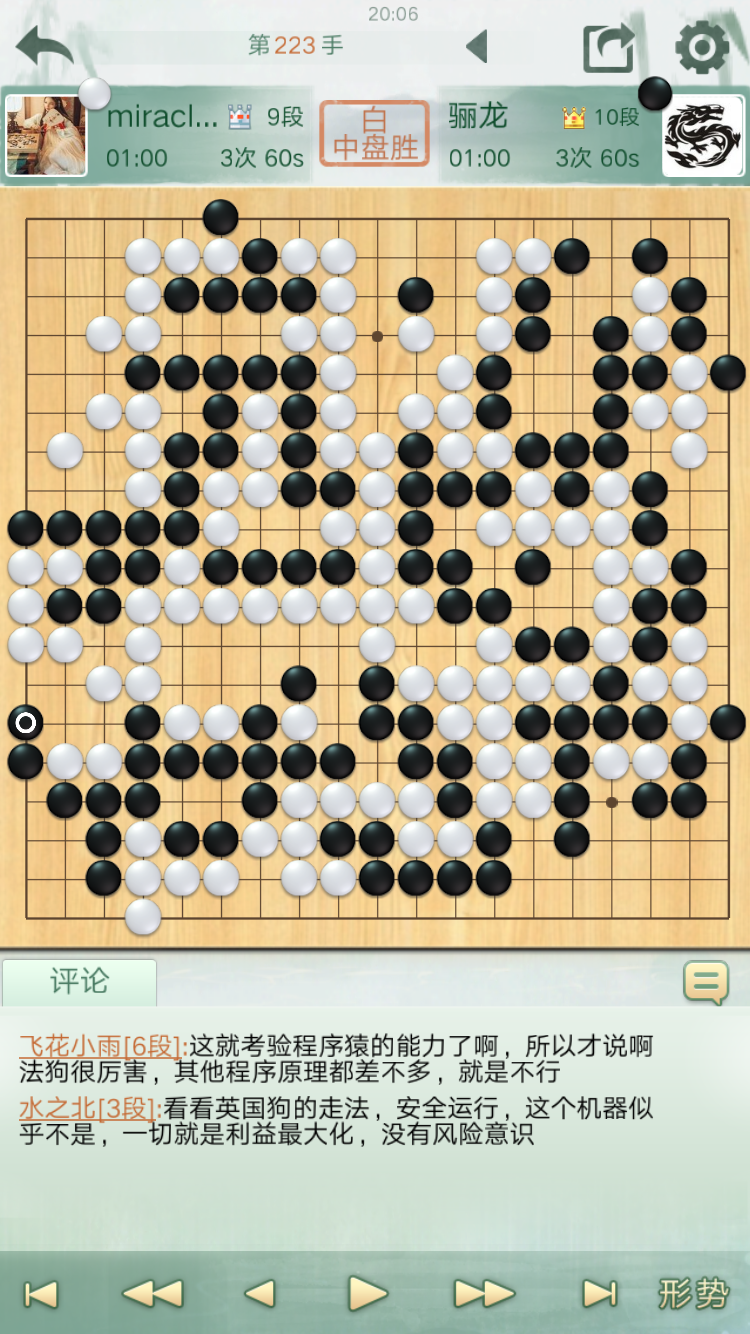 20:06
第223手
miracl... 9段
01:00 3次 60s
白
中盘胜
骊龙 10段
01:00 3次 60s
评论
飞花小雨[6段]:这就考验程序猿的能力了啊，所以才说啊
法狗很厉害，其他程序原理都差不多，就是不行
水之北[3段]:看看英国狗的走法，安全运行，这个机器似
乎不是，一切就是利益最大化，没有风险意识
形势